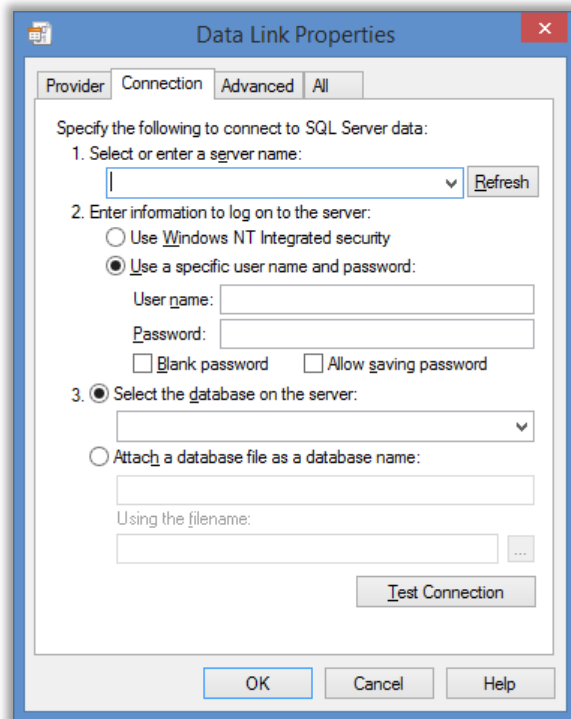 Data Link Properties
Provider Connection Advanced All
Specify the following to connect to SQL Server data:
1. Select or enter a server name:
Refresh
2. Enter information to log on to the server:
Use Windows NT Integrated security
Use a specific user name and password:
User name:
Password:
Blank password Allow saving password
3. Select the database on the server:
Attach a database file as a database name:
Using the filename:
...
Test Connection
OK Cancel Help